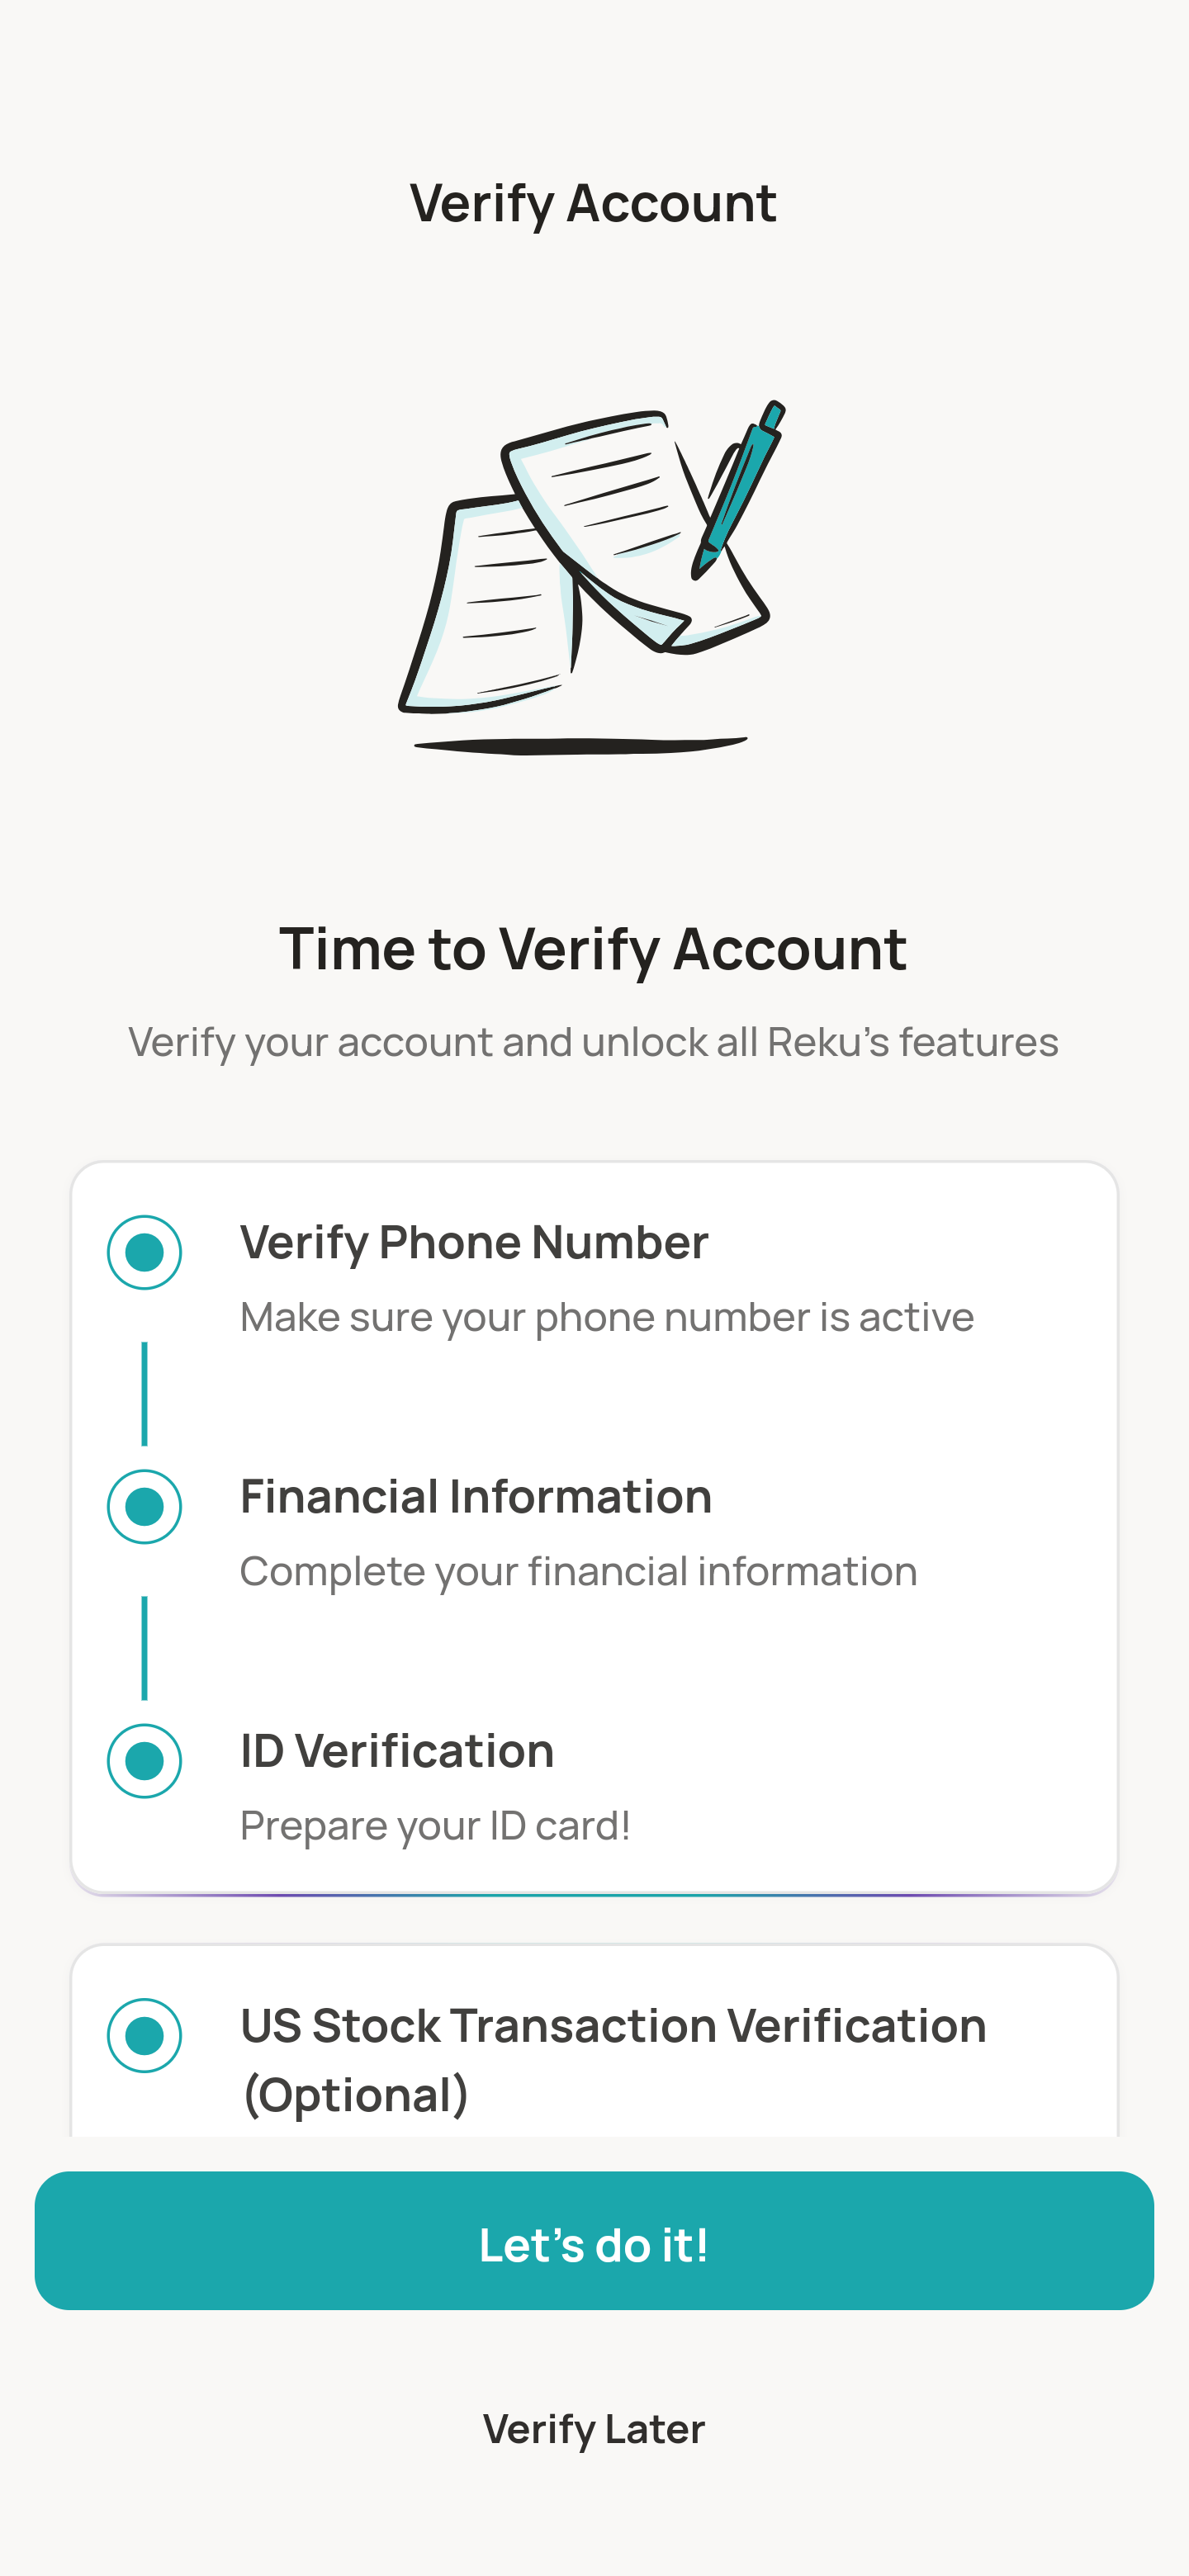 Verify Account
Time to Verify Account
Verify your account and unlock all Reku’s features
Verify Phone Number
Make sure your phone number is active
Financial Information
Complete your financial information
ID Verification
Prepare your ID card!
US Stock Transaction Verification
(Optional)
Let’s do it!
Verify Later